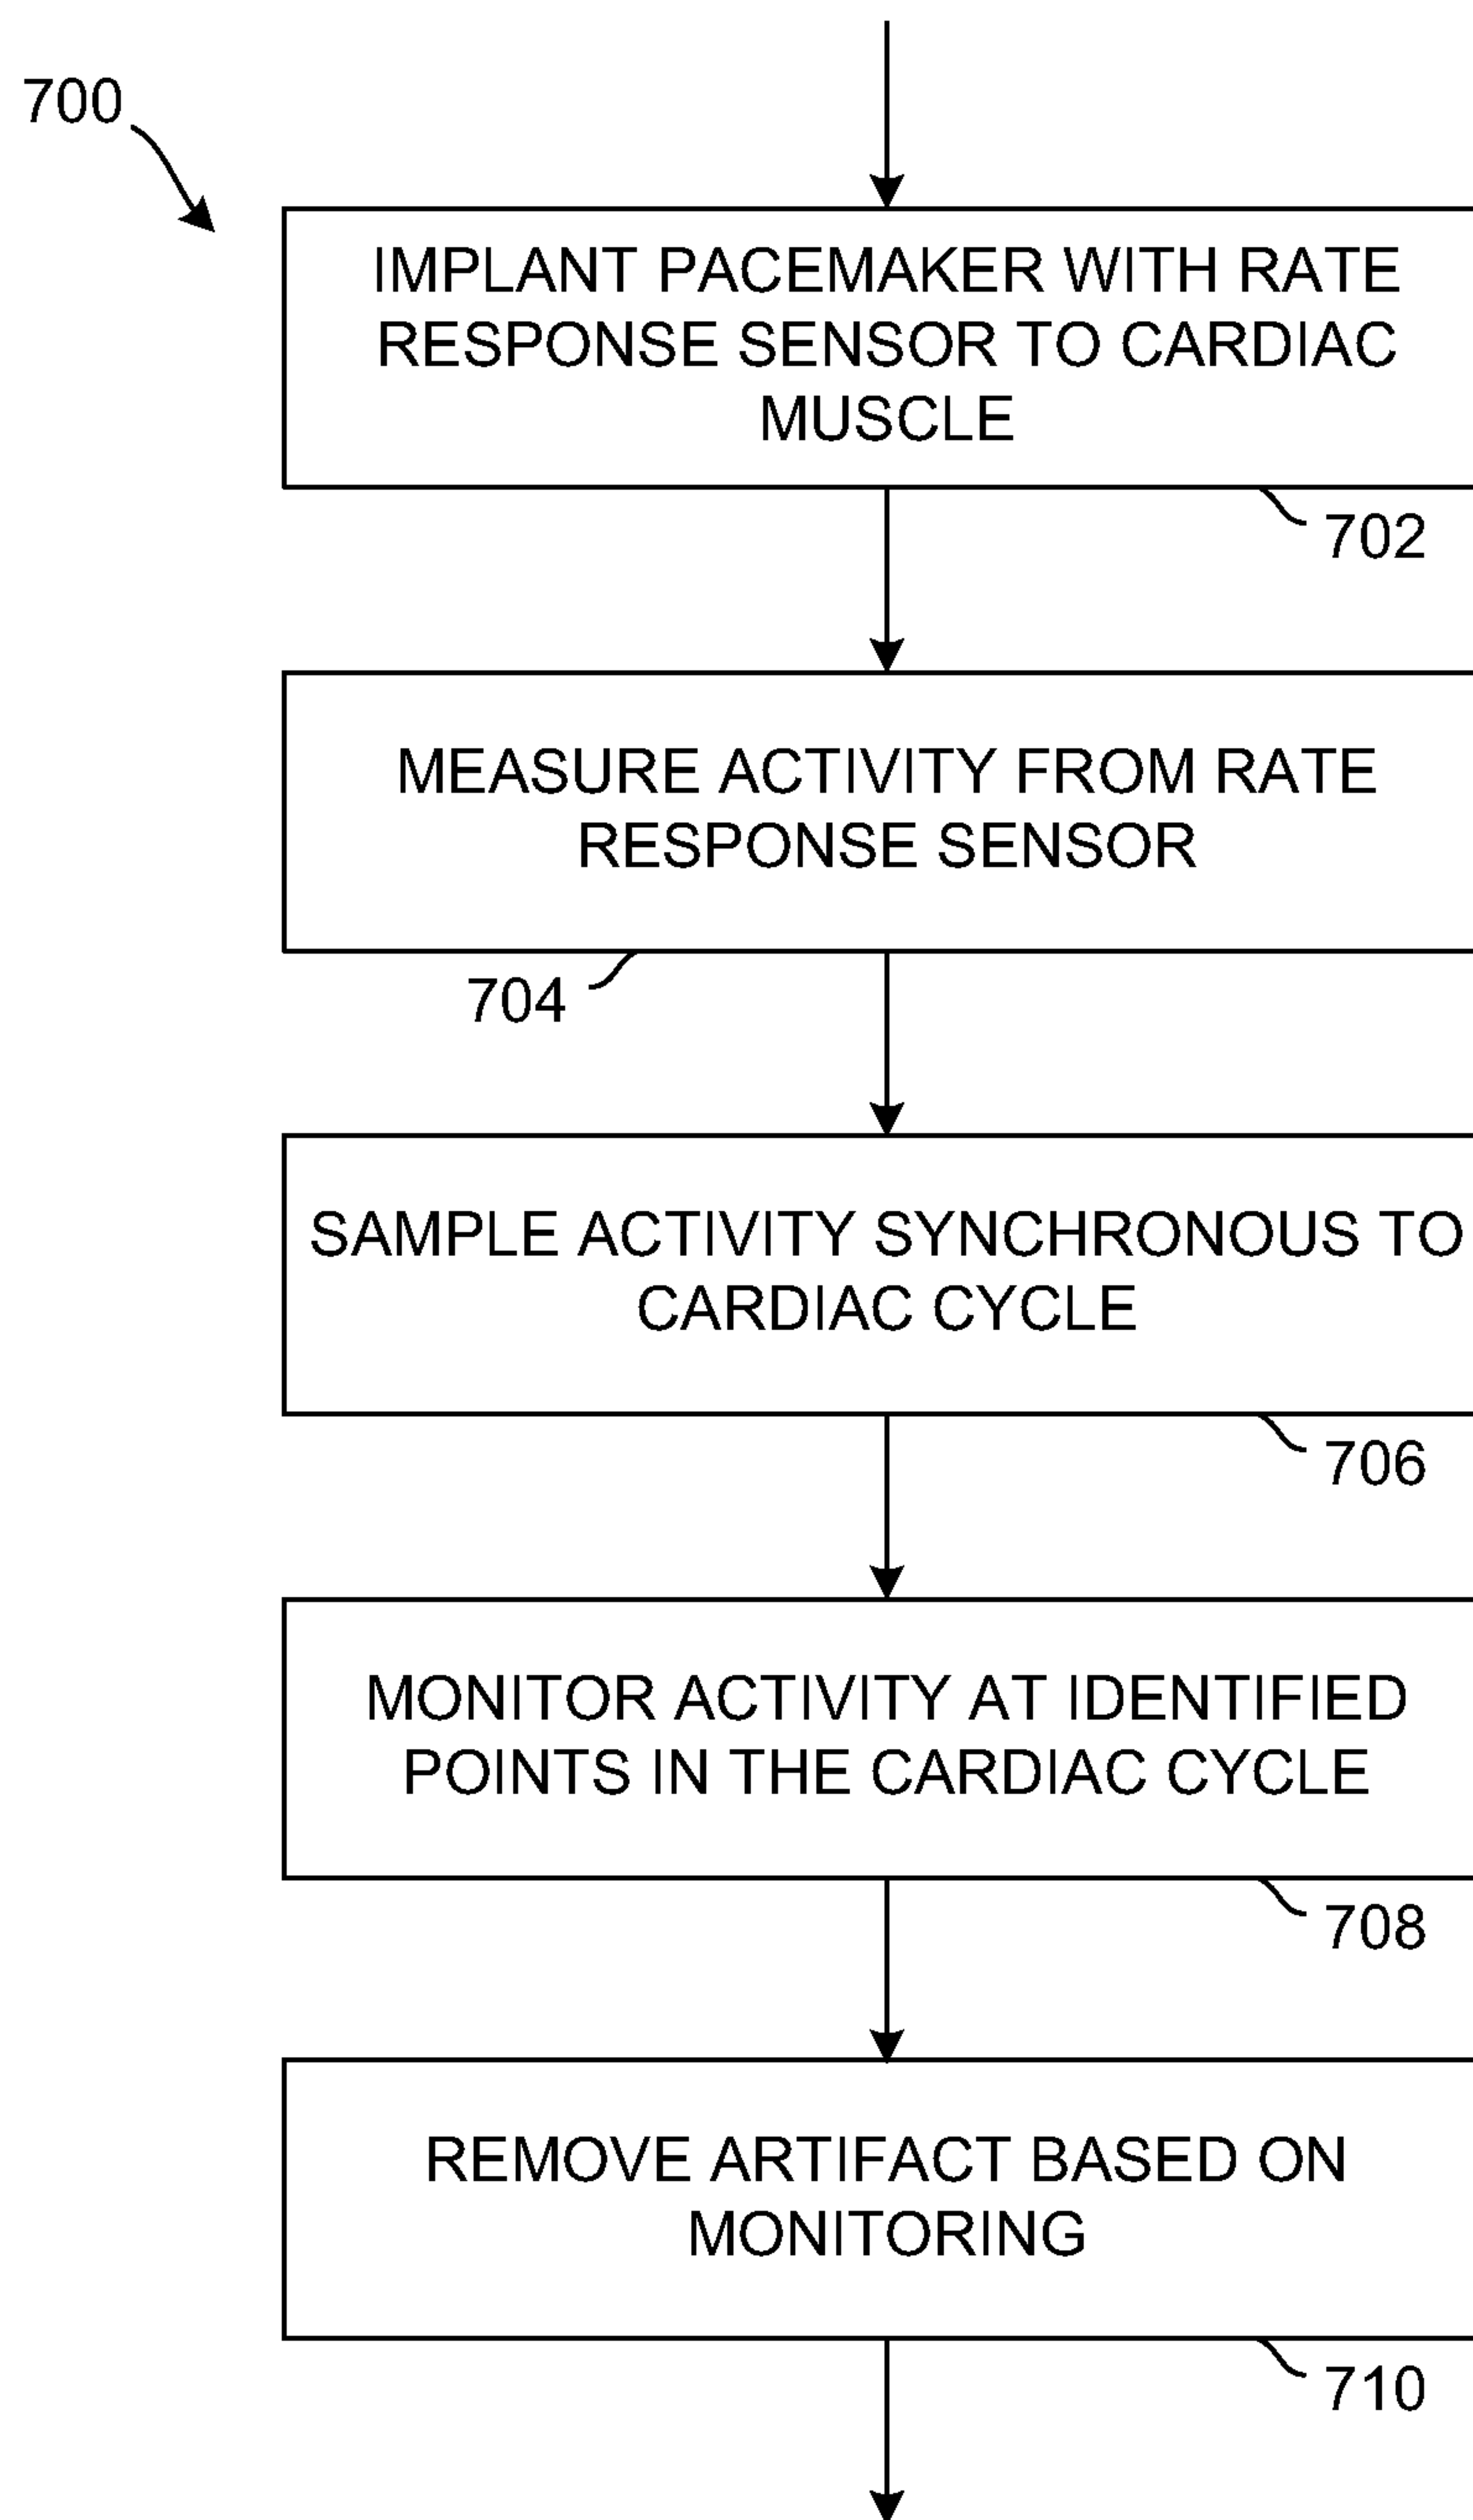 700
IMPLANT PACEMAKER WITH RATE
RESPONSE SENSOR TO CARDIAC
MUSCLE
702
MEASURE ACTIVITY FROM RATE
RESPONSE SENSOR
704
SAMPLE ACTIVITY SYNCHRONOUS TO
CARDIAC CYCLE
706
MONITOR ACTIVITY AT IDENTIFIED
POINTS IN THE CARDIAC CYCLE
708
REMOVE ARTIFACT BASED ON
MONITORING
710